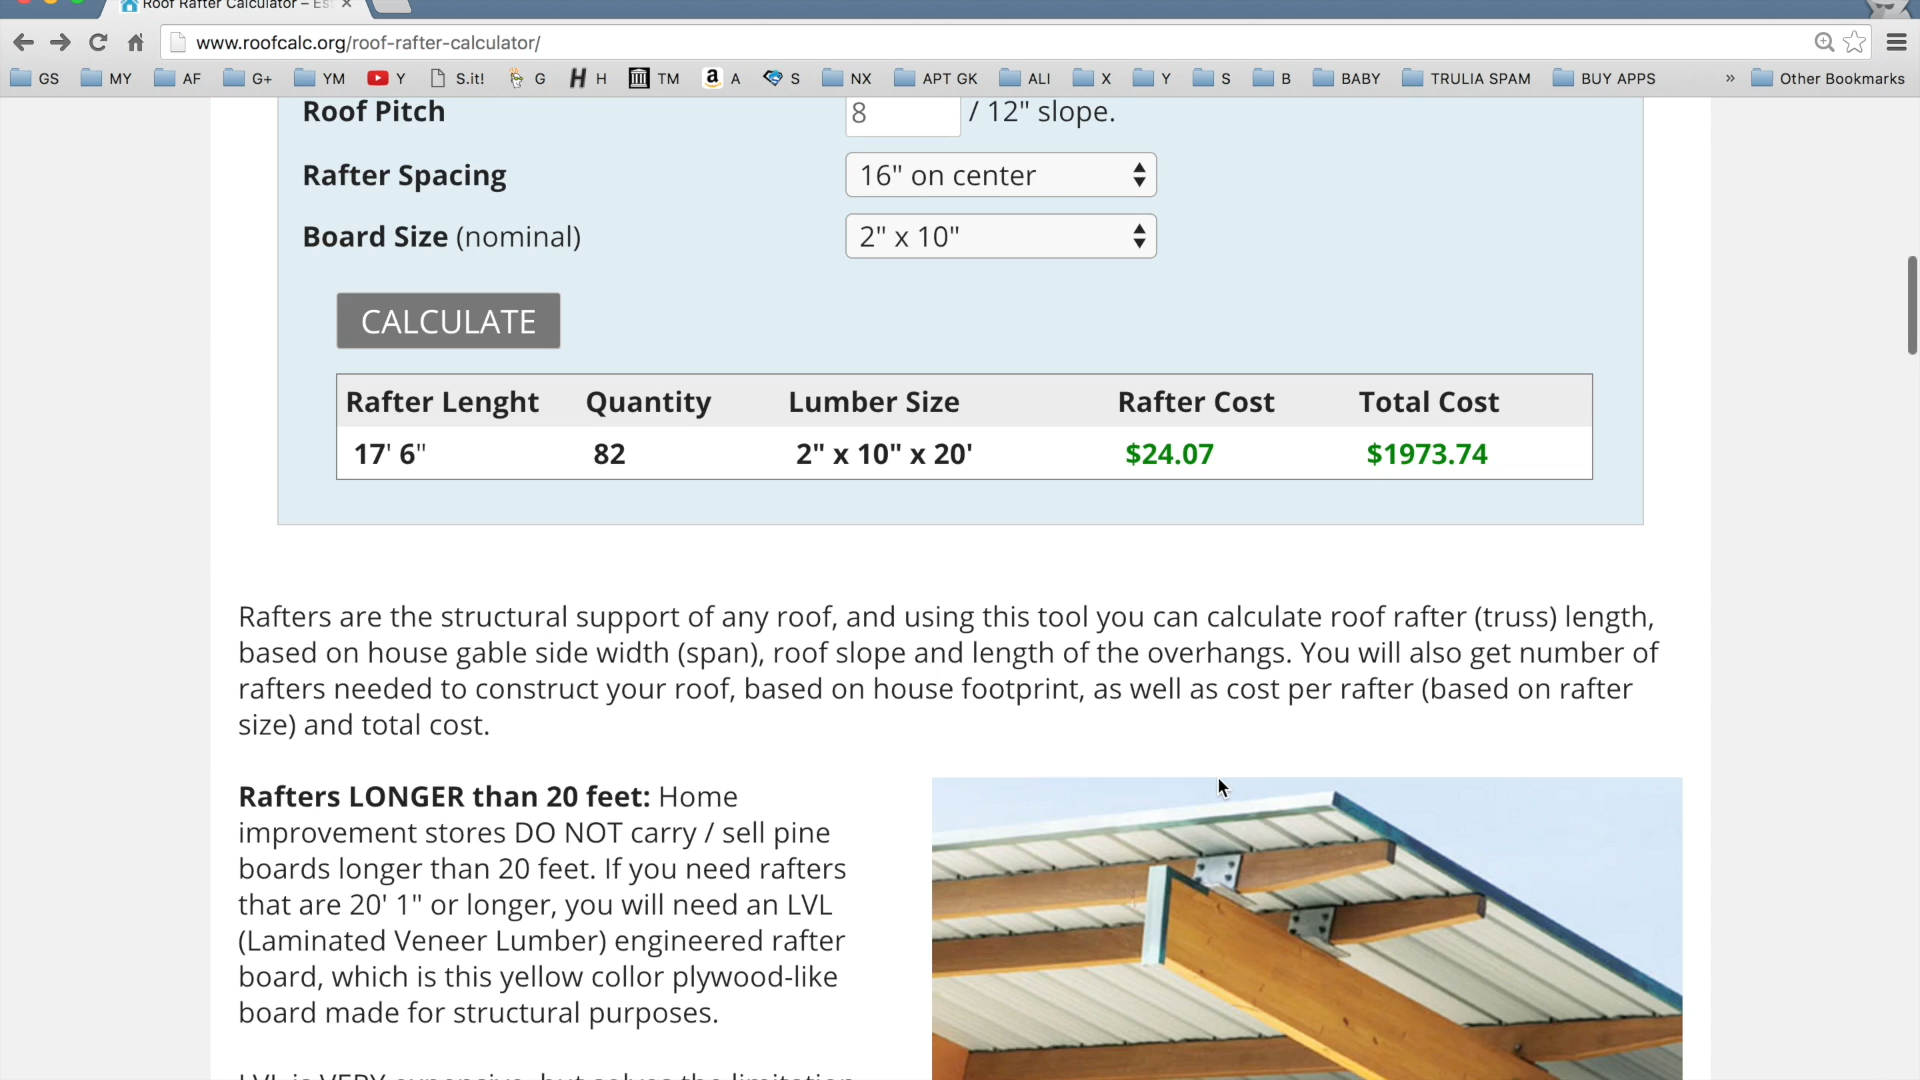 Roof Rafter Calculator – Es
www.roofcalc.org/roof-rafter-calculator/
GS MY AF G+ YM Y S.it! G H TM A S NX APT GK ALI X Y S B BABY TRULIA SPAM BUY APPS » Other Bookmarks
Roof Pitch 8 / 12" slope.
Rafter Spacing 16" on center
Board Size (nominal) 2" x 10"
CALCULATE
Rafter Lenght Quantity Lumber Size Rafter Cost Total Cost
17' 6" 82 2" x 10" x 20' $24.07 $1973.74
Rafters are the structural support of any roof, and using this tool you can calculate roof rafter (truss) length,
based on house gable side width (span), roof slope and length of the overhangs. You will also get number of
rafters needed to construct your roof, based on house footprint, as well as cost per rafter (based on rafter
size) and total cost.
Rafters LONGER than 20 feet: Home
improvement stores DO NOT carry / sell pine
boards longer than 20 feet. If you need rafters
that are 20' 1" or longer, you will need an LVL
(Laminated Veneer Lumber) engineered rafter
board, which is this yellow collor plywood-like
board made for structural purposes.
LVL is VERY expensive, but solves the limitation